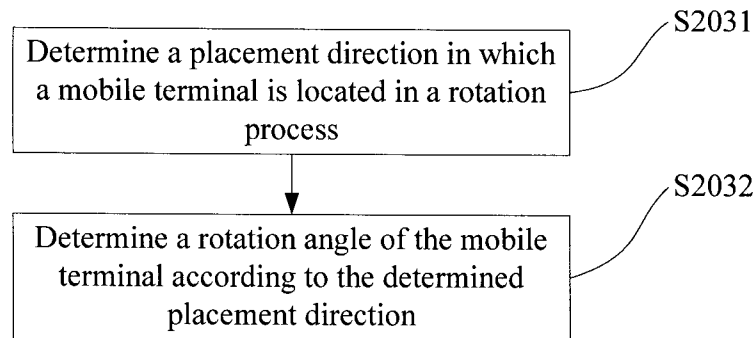 S2031
Determine a placement direction in which
a mobile terminal is located in a rotation
process
S2032
Determine a rotation angle of the mobile
terminal according to the determined
placement direction